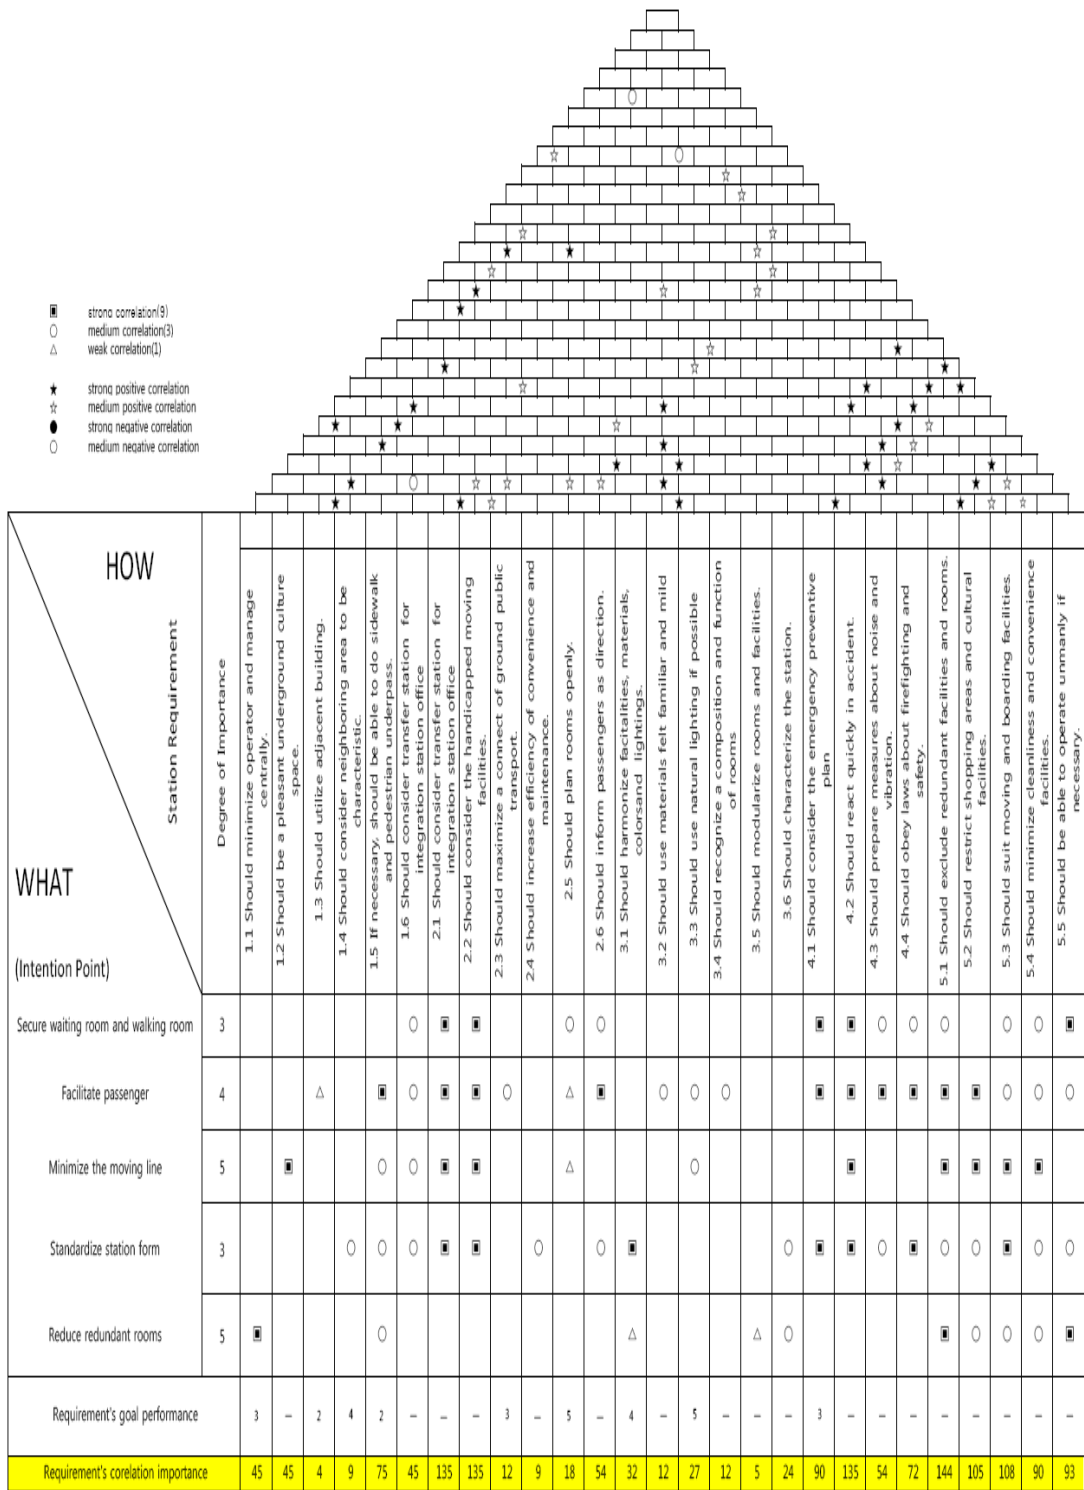 strong correlation(9)
medium correlation(3)
weak correlation(1)
strong positive correlation
medium positive correlation
strong negative correlation
medium negative correlation
HOW
WHAT
(Intention Point)
Station Requirement
Degree of Importance
1.1 Should minimize operator and manage
centrally.
1.2 Should be a pleasant underground culture
space.
1.3 Should utilize adjacent building.
1.4 Should consider neighboring area to be
characteristic.
1.5 If necessary, should be able to do sidewalk
and pedestrian underpass.
1.6 Should consider transfer station for
integration station office
2.1 Should consider transfer station for
integration station office
2.2 Should consider the handicapped moving
facilities.
2.3 Should maximize a connect of ground public
transport.
2.4 Should increase efficiency of convenience and
maintenance.
2.5 Should plan rooms openly.
2.6 Should inform passengers as direction.
3.1 Should harmonize facitalities, materials,
colorsand lightings.
3.2 Should use materials felt familiar and mild
3.3 Should use natural lighting if possible
3.4 Should recognize a composition and function
of rooms
3.5 Should modularize rooms and facilities.
3.6 Should characterize the station.
4.1 Should consider the emergency preventive
plan
4.2 Should react quickly in accident.
4.3 Should prepare measures about noise and
vibration.
4.4 Should obey laws about firefighting and
safety.
5.1 Should exclude redundant facilities and rooms.
5.2 Should restrict shopping areas and cultural
facilities.
5.3 Should suit moving and boarding facilities.
5.4 Should minimize cleanliness and convenience
facilities.
5.5 Should be able to operate unmanly if
neccessary.
Secure waiting room and walking room 3
Facilitate passenger 4
Minimize the moving line 5
Standardize station form 3
Reduce redundant rooms 5
Requirement's goal performance 3 – 2 4 2 – – – 3 – 5 – 4 – 5 – – – 3 – – – – – – – –
Requirement's corelation importance 45 45 4 9 75 45 135 135 12 9 18 54 32 12 27 12 5 24 90 135 54 72 144 105 108 90 93